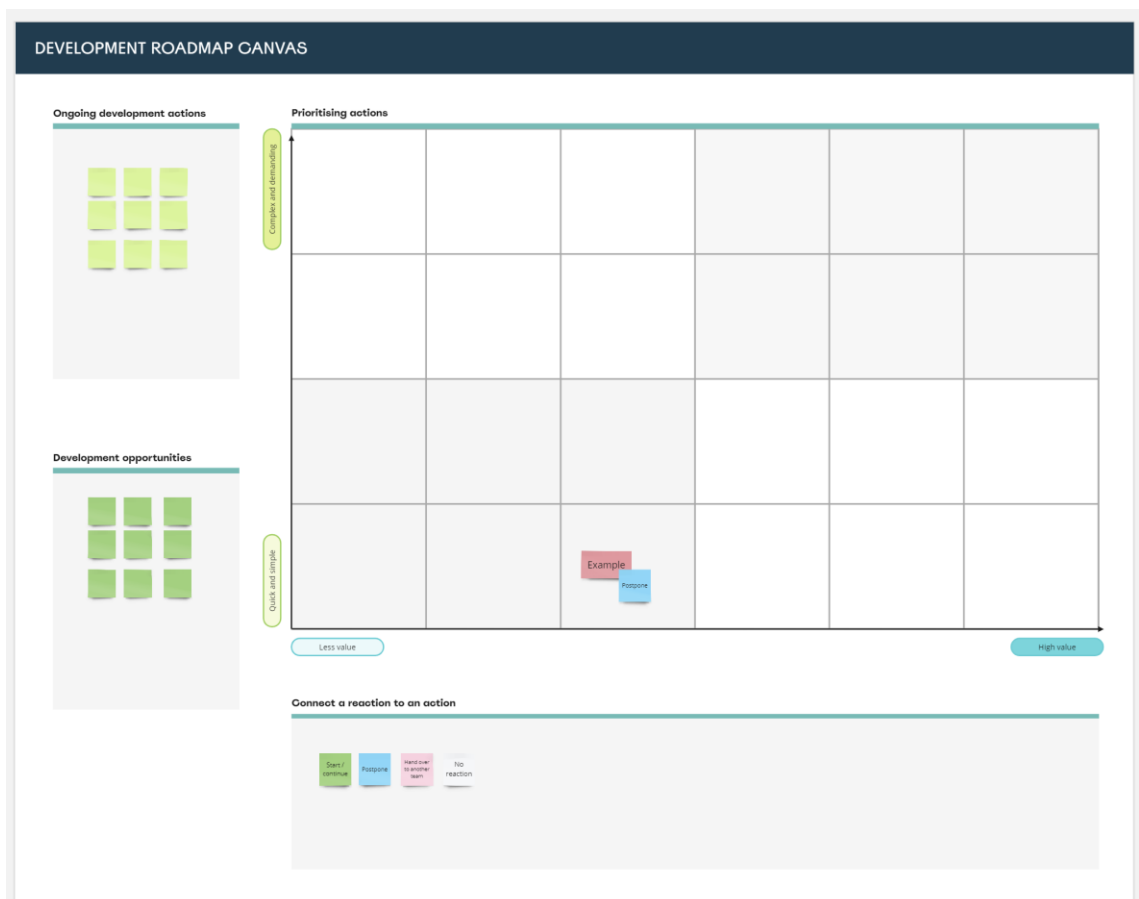 DEVELOPMENT ROADMAP CANVAS
Ongoing development actions
Prioritising actions
Complex and demanding
Development opportunities
Quick and simple
Example
Postpone
Less value
High value
Connect a reaction to an action
Start /
continue
Postpone
Hand over
to another
team
No
reaction